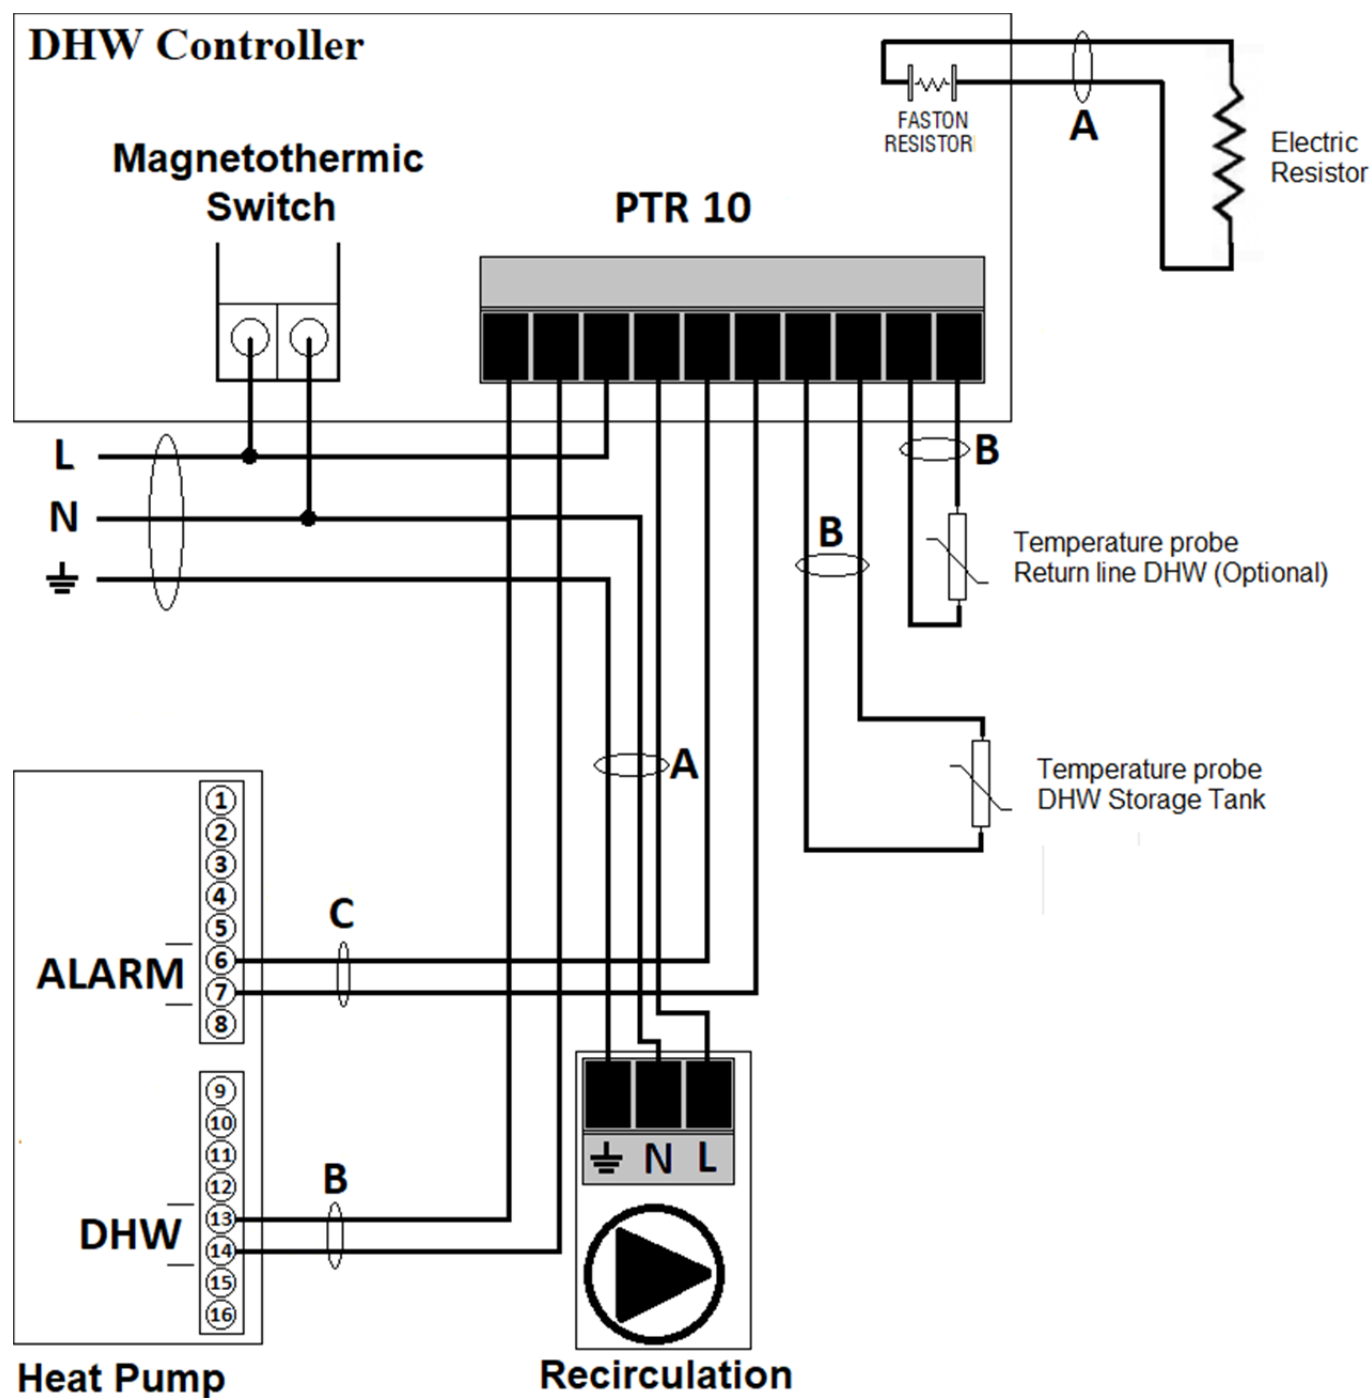 DHW Controller
Magnetothermic
Switch
PTR 10
FASTON
RESISTOR
A
Electric
Resistor
L
N
B
B
Temperature probe
Return line DHW (Optional)
A
Temperature probe
DHW Storage Tank
1
2
3
4
5
6
7
8
ALARM
C
9
10
11
12
13
14
15
16
DHW
B
N
L
Heat Pump
Recirculation